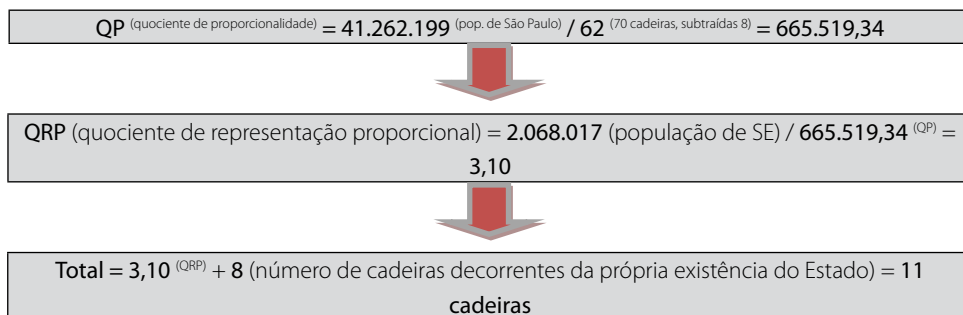 QP (quociente de proporcionalidade) = 41.262.199 (pop. de São Paulo) / 62 (70 cadeiras, subtraídas 8) = 665.519,34
QRP (quociente de representação proporcional) = 2.068.017 (população de SE) / 665.519,34 (QP) =
3,10
Total = 3,10 (QRP) + 8 (número de cadeiras decorrentes da própria existência do Estado) = 11
cadeiras